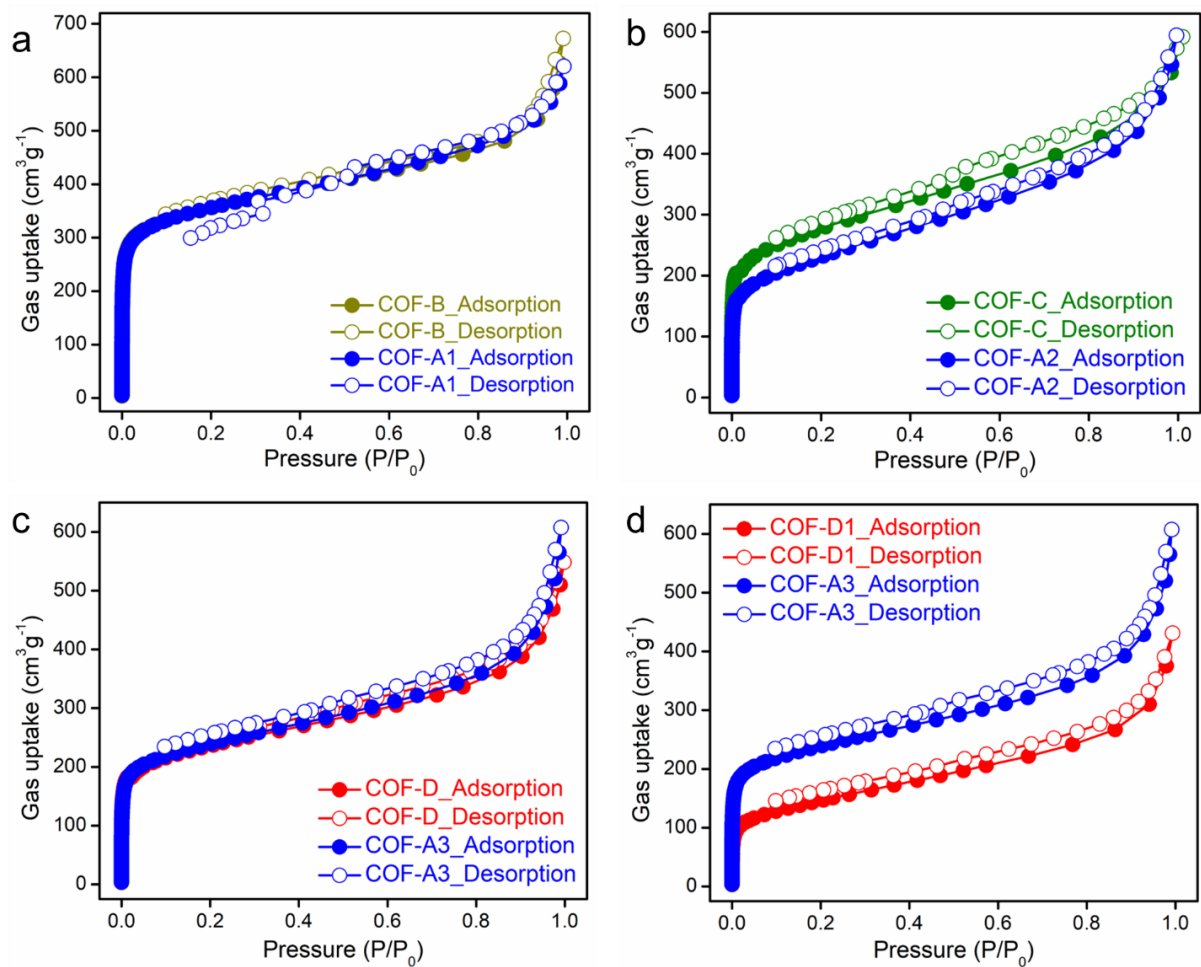 a
700
600
500
400
300
200
100
0
Gas uptake (cm³g⁻¹)
COF-B_Adsorption
COF-B_Desorption
COF-A1_Adsorption
COF-A1_Desorption
0.0 0.2 0.4 0.6 0.8 1.0
Pressure (P/P₀)
b
600
500
400
300
200
100
0
Gas uptake (cm³g⁻¹)
COF-C_Adsorption
COF-C_Desorption
COF-A2_Adsorption
COF-A2_Desorption
0.0 0.2 0.4 0.6 0.8 1.0
Pressure (P/P₀)
c
600
500
400
300
200
100
0
Gas uptake (cm³g⁻¹)
COF-D_Adsorption
COF-D_Desorption
COF-A3_Adsorption
COF-A3_Desorption
0.0 0.2 0.4 0.6 0.8 1.0
Pressure (P/P₀)
d
600
500
400
300
200
100
0
Gas uptake (cm³g⁻¹)
COF-D1_Adsorption
COF-D1_Desorption
COF-A3_Adsorption
COF-A3_Desorption
0.0 0.2 0.4 0.6 0.8 1.0
Pressure (P/P₀)